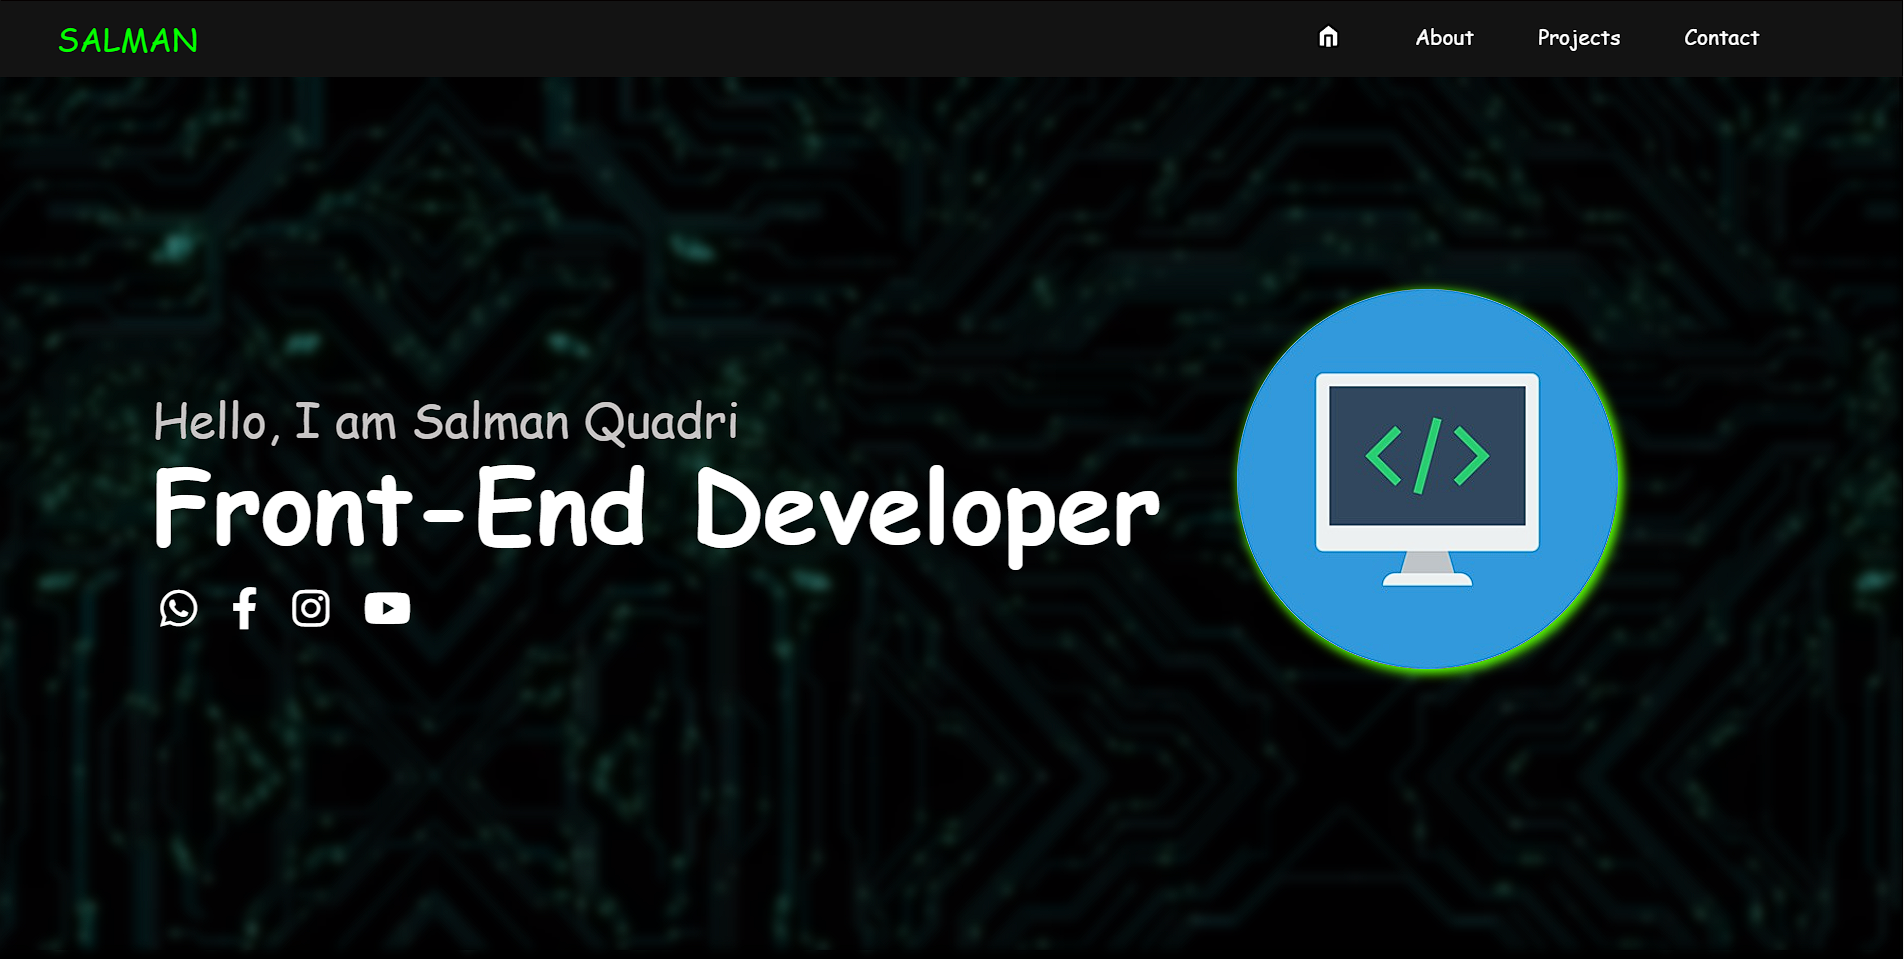 SALMAN
About Projects Contact
Hello, I am Salman Quadri
Front-End Developer
</>